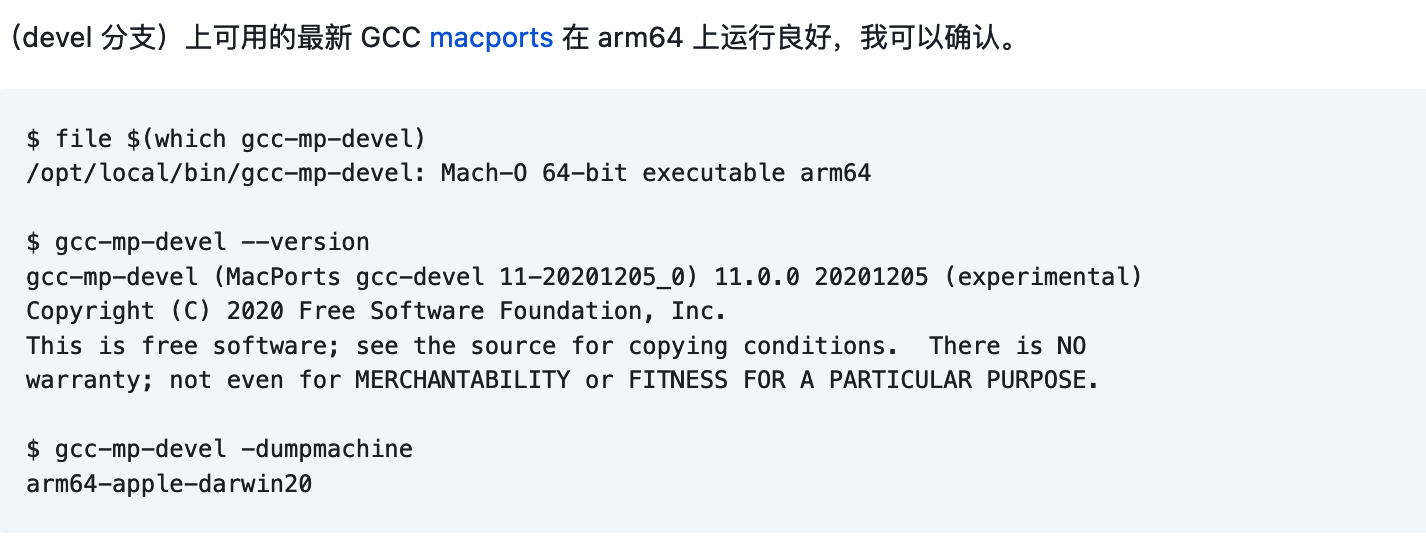 （devel 分支）上可用的最新 GCC macports 在 arm64 上运行良好，我可以确认。
$ file $(which gcc-mp-devel)
/opt/local/bin/gcc-mp-devel: Mach-O 64-bit executable arm64
$ gcc-mp-devel --version
gcc-mp-devel (MacPorts gcc-devel 11-20201205_0) 11.0.0 20201205 (experimental)
Copyright (C) 2020 Free Software Foundation, Inc.
This is free software; see the source for copying conditions.  There is NO
warranty; not even for MERCHANTABILITY or FITNESS FOR A PARTICULAR PURPOSE.
$ gcc-mp-devel -dumpmachine
arm64-apple-darwin20